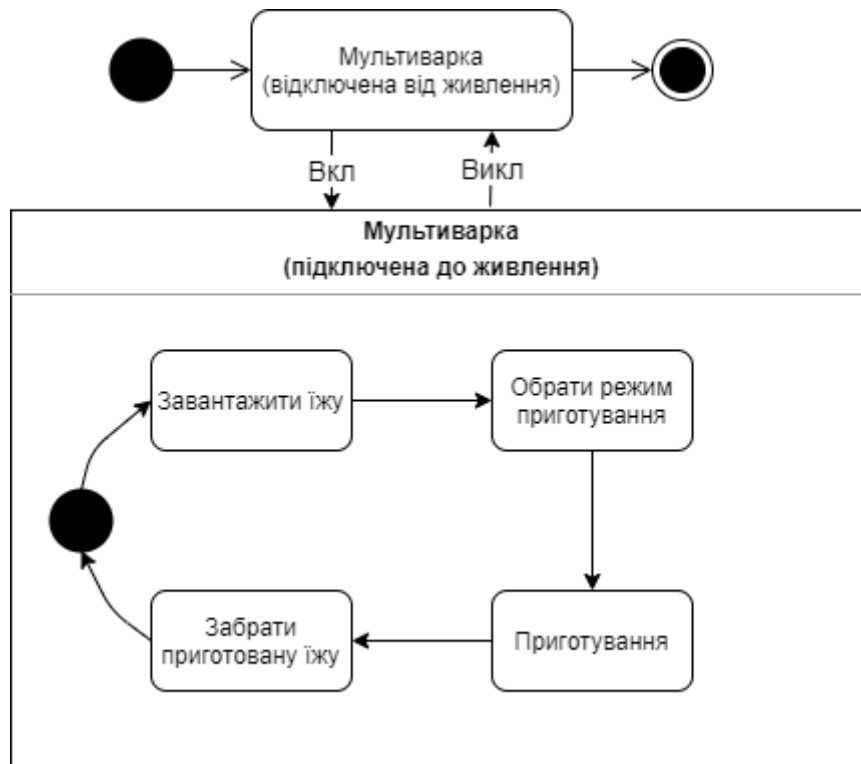 Мультиварка
(відключена від живлення)
Вкл
Викл
Мультиварка
(підключена до живлення)
Завантажити їжу
Обрати режим
приготування
Забрати
приготовану їжу
Приготування